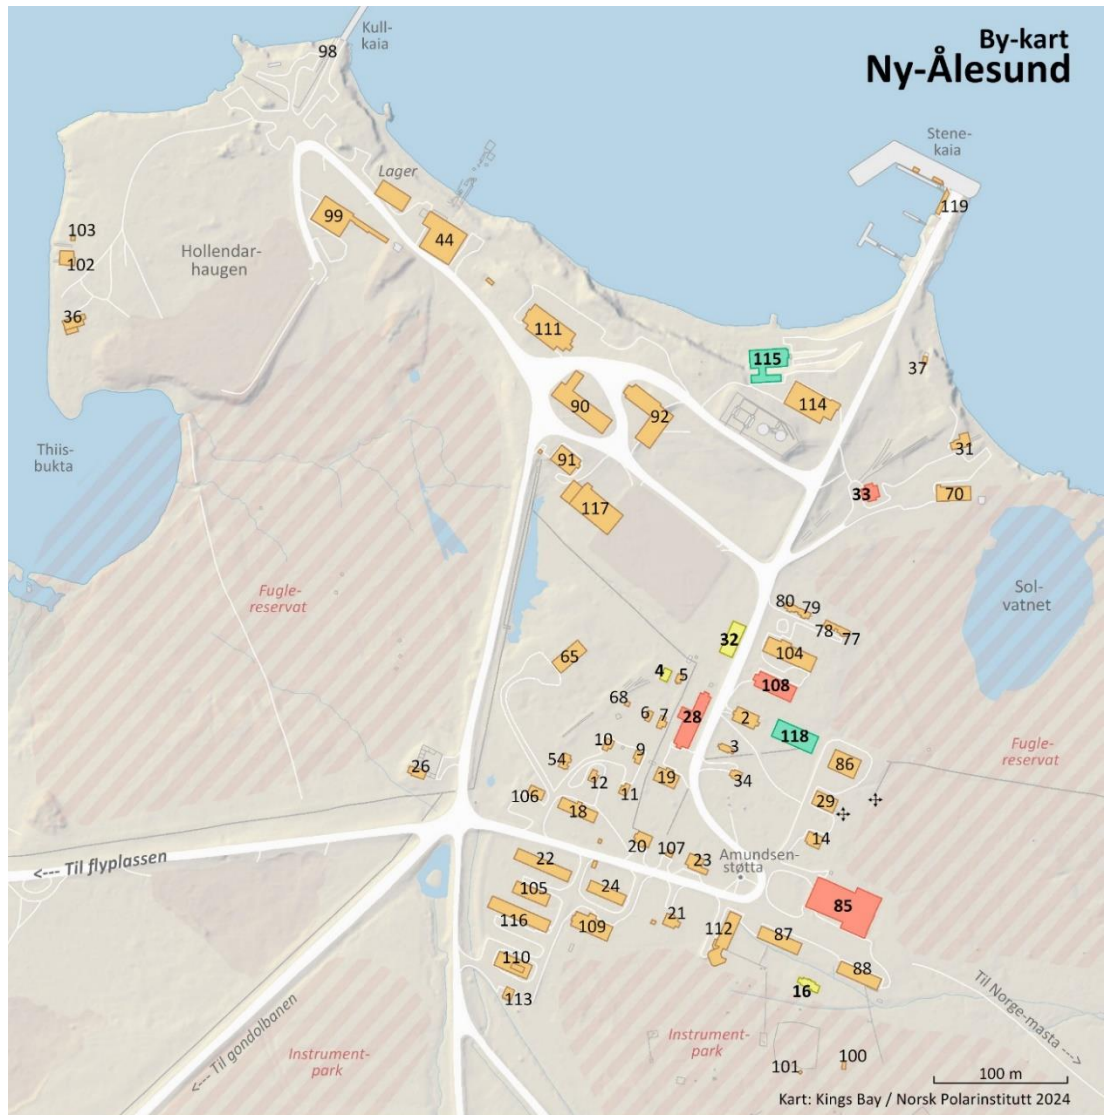 By-kart
Ny-Ålesund
Kull-
kaia
98
Stene-
kaia
Lager
119
99
44
103
102
Hollendar-
haugen
36
111
115
37
114
90
92
31
Thiis-
bukta
91
33
70
117
Fugle-
reservat
Sol-
vatnet
80
79
78
77
32
104
65
4
5
108
68
6
7
28
2
118
10
9
3
Fugle-
reservat
54
86
26
12
11
19
34
106
29
18
14
20
107
Amundsen-
støtta
23
<--- Til flyplassen
22
105
24
85
116
109
21
112
87
110
88
16
113
Til Norge-masta --->
<--- Til gondolbanen
Instrument-
park
Instrument-
park
101
100
100 m
Kart: Kings Bay / Norsk Polarinstitutt 2024